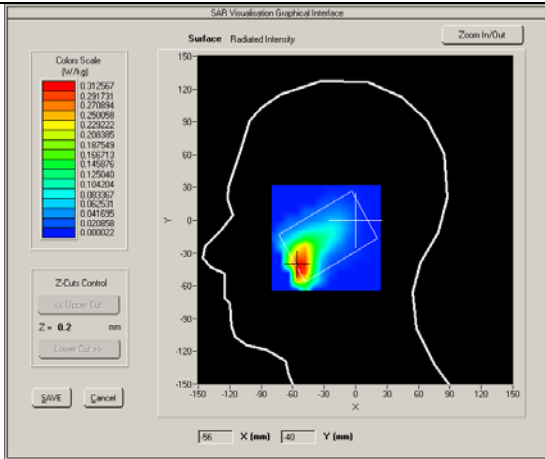 SAR Visualisation Graphical Interface
Surface Radiated Intensity
Zoom In/Out
Colors Scale
(W/kg)
0.312567
0.291731
0.270894
0.250058
0.229222
0.208385
0.187549
0.166713
0.145876
0.125040
0.104204
0.083367
0.062531
0.041695
0.020858
0.000022
Z-Cuts Control
<< Upper Cut
Z = 0.2 mm
Lower Cut >>
SAVE Cancel
150
120
90
60
30
0
-30
-60
-90
-120
-150
Y
-150 -120 -90 -60 -30 0 30 60 90 120 150
X
-56 X (mm) -40 Y (mm)